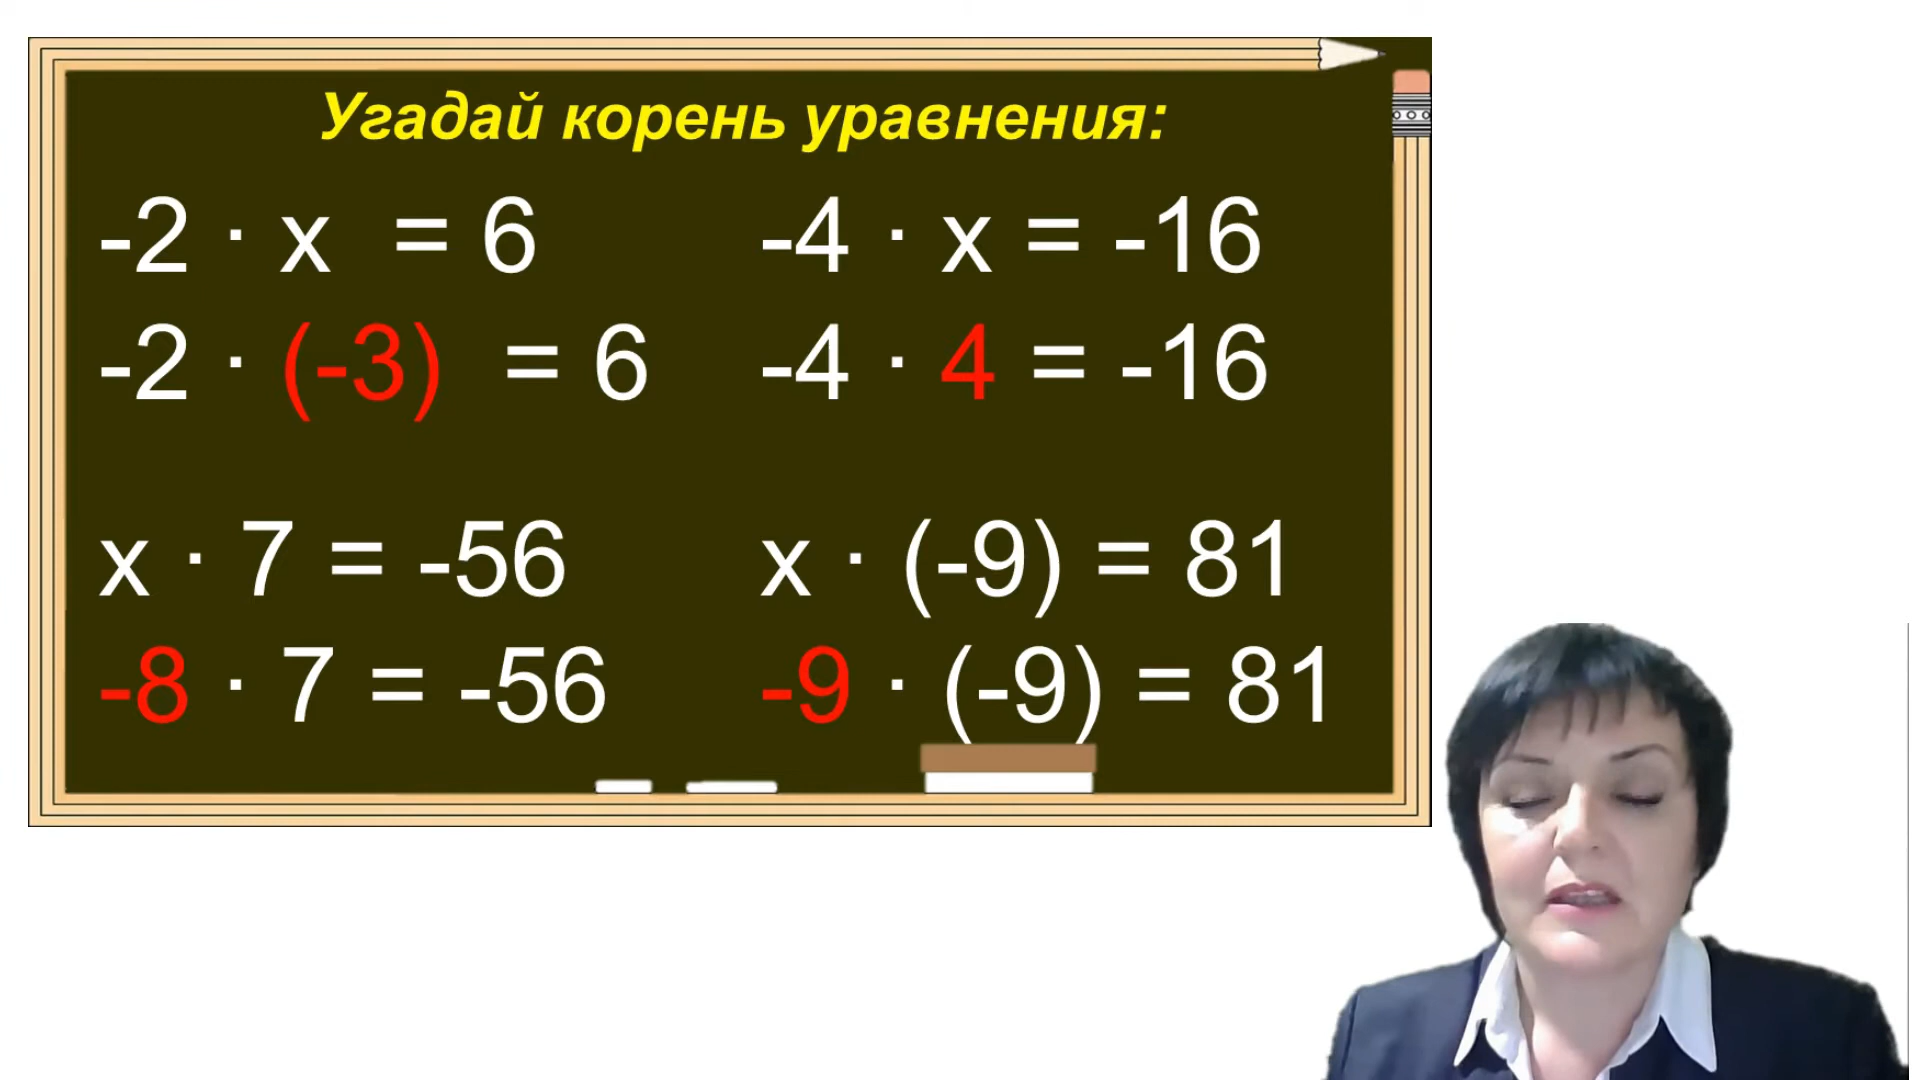 Угадай корень уравнения:
-2 · х = 6
-4 · х = -16
-2 · (-3) = 6
-4 · 4 = -16
х · 7 = -56
х · (-9) = 81
-8 · 7 = -56
-9 · (-9) = 81